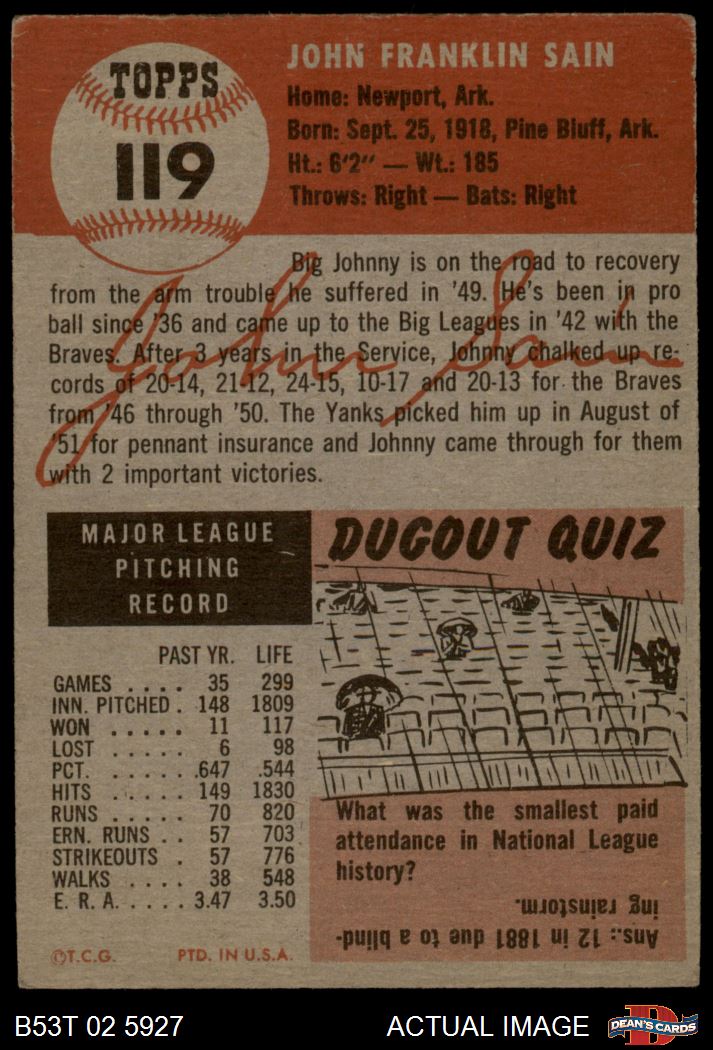 TOPPS
119
JOHN FRANKLIN SAIN
Home: Newport, Ark.
Born: Sept. 25, 1918, Pine Bluff, Ark.
Ht.: 6'2" — Wt.: 185
Throws: Right — Bats: Right
Big Johnny is on the road to recovery
from the arm trouble he suffered in '49. He's been in pro
ball since '36 and came up to the Big Leagues in '42 with the
Braves. After 3 years in the Service, Johnny chalked up re-
cords of 20-14, 21-12, 24-15, 10-17 and 20-13 for the Braves
from '46 through '50. The Yanks picked him up in August of
'51 for pennant insurance and Johnny came through for them
with 2 important victories.
John Sain
MAJOR LEAGUE
PITCHING
RECORD
PAST YR. LIFE
GAMES .... 35 299
INN. PITCHED . 148 1809
WON ..... 11 117
LOST ..... 6 98
PCT. ...... .647 .544
HITS ..... 149 1830
RUNS ..... 70 820
ERN. RUNS .. 57 703
STRIKEOUTS . 57 776
WALKS .... 38 548
E. R. A. .... 3.47 3.50
©T.C.G. PTD. IN U.S.A.
DUGOUT QUIZ
What was the smallest paid
attendance in National League
history?
Ans.: 12 in 1881 due to a blind-
ing rainstorm.
B53T 02 5927 ACTUAL IMAGE
DEAN'S CARDS